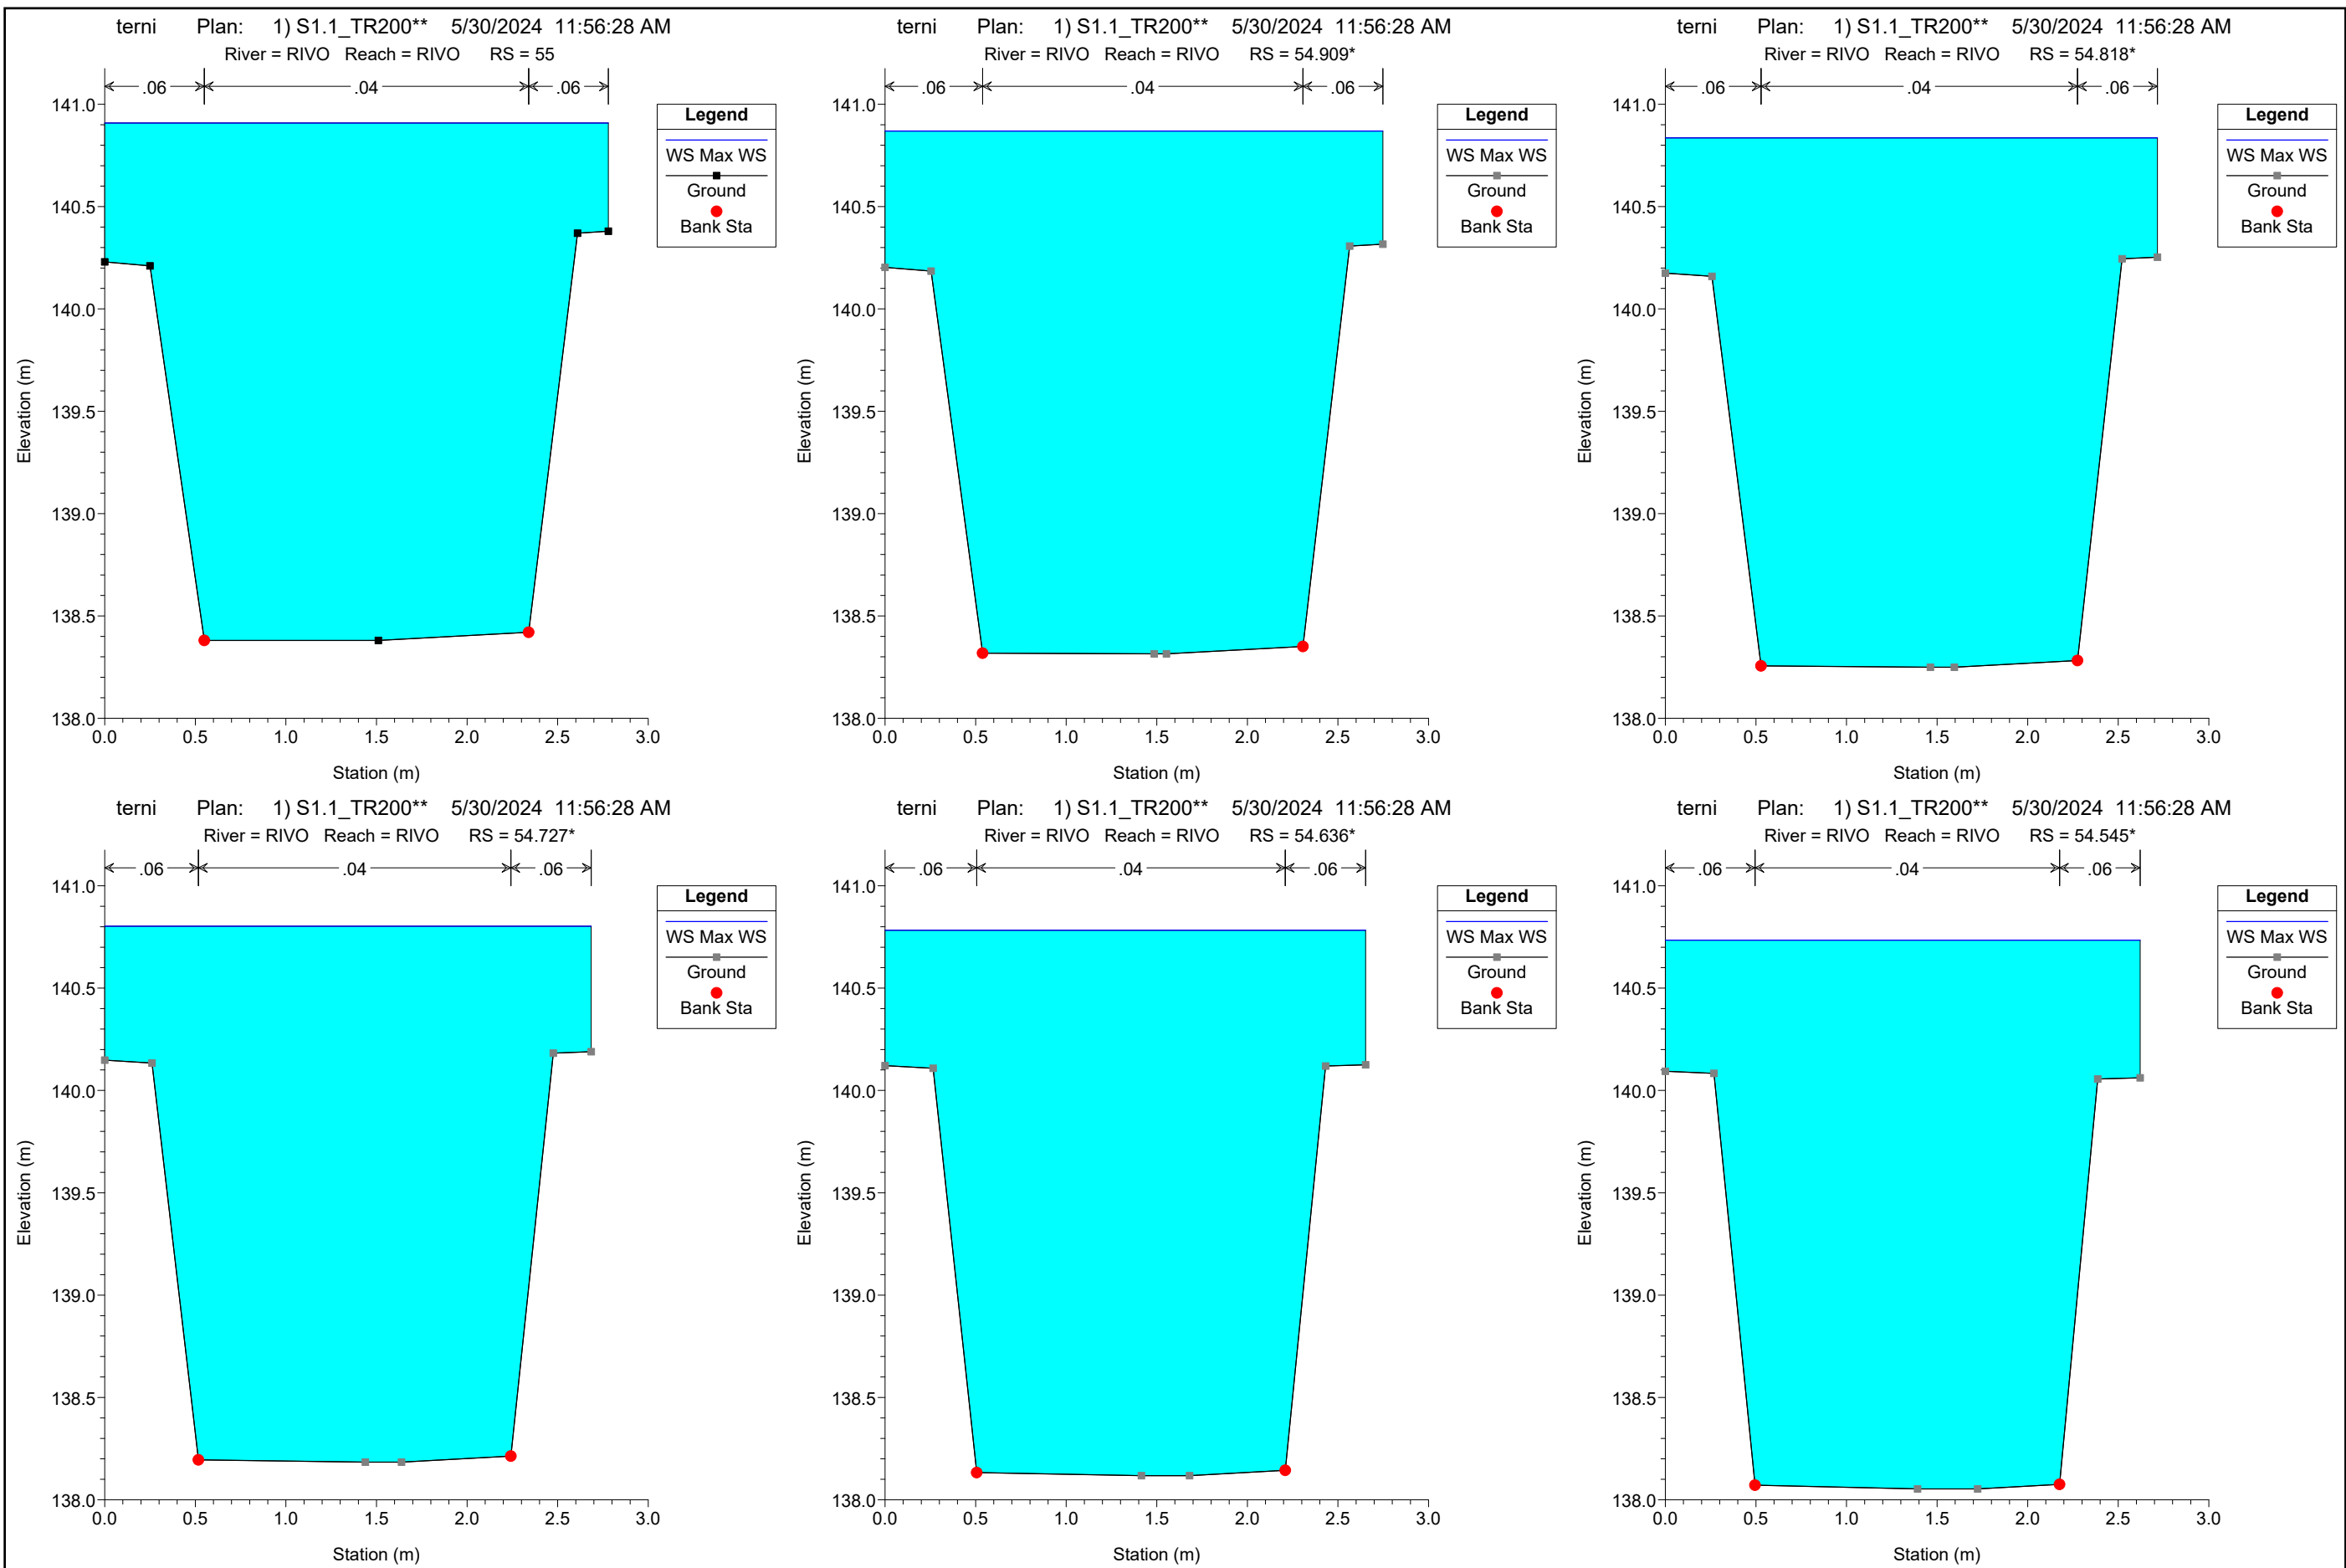 terni Plan: 1) S1.1_TR200** 5/30/2024 11:56:28 AM
River = RIVO Reach = RIVO RS = 55
.06 .04 .06
Legend
WS Max WS
Ground
Bank Sta
Elevation (m)
141.0
140.5
140.0
139.5
139.0
138.5
138.0
0.0 0.5 1.0 1.5 2.0 2.5 3.0
Station (m)
terni Plan: 1) S1.1_TR200** 5/30/2024 11:56:28 AM
River = RIVO Reach = RIVO RS = 54.909*
.06 .04 .06
Legend
WS Max WS
Ground
Bank Sta
Elevation (m)
141.0
140.5
140.0
139.5
139.0
138.5
138.0
0.0 0.5 1.0 1.5 2.0 2.5 3.0
Station (m)
terni Plan: 1) S1.1_TR200** 5/30/2024 11:56:28 AM
River = RIVO Reach = RIVO RS = 54.818*
.06 .04 .06
Legend
WS Max WS
Ground
Bank Sta
Elevation (m)
141.0
140.5
140.0
139.5
139.0
138.5
138.0
0.0 0.5 1.0 1.5 2.0 2.5 3.0
Station (m)
terni Plan: 1) S1.1_TR200** 5/30/2024 11:56:28 AM
River = RIVO Reach = RIVO RS = 54.727*
.06 .04 .06
Legend
WS Max WS
Ground
Bank Sta
Elevation (m)
141.0
140.5
140.0
139.5
139.0
138.5
138.0
0.0 0.5 1.0 1.5 2.0 2.5 3.0
Station (m)
terni Plan: 1) S1.1_TR200** 5/30/2024 11:56:28 AM
River = RIVO Reach = RIVO RS = 54.636*
.06 .04 .06
Legend
WS Max WS
Ground
Bank Sta
Elevation (m)
141.0
140.5
140.0
139.5
139.0
138.5
138.0
0.0 0.5 1.0 1.5 2.0 2.5 3.0
Station (m)
terni Plan: 1) S1.1_TR200** 5/30/2024 11:56:28 AM
River = RIVO Reach = RIVO RS = 54.545*
.06 .04 .06
Legend
WS Max WS
Ground
Bank Sta
Elevation (m)
141.0
140.5
140.0
139.5
139.0
138.5
138.0
0.0 0.5 1.0 1.5 2.0 2.5 3.0
Station (m)